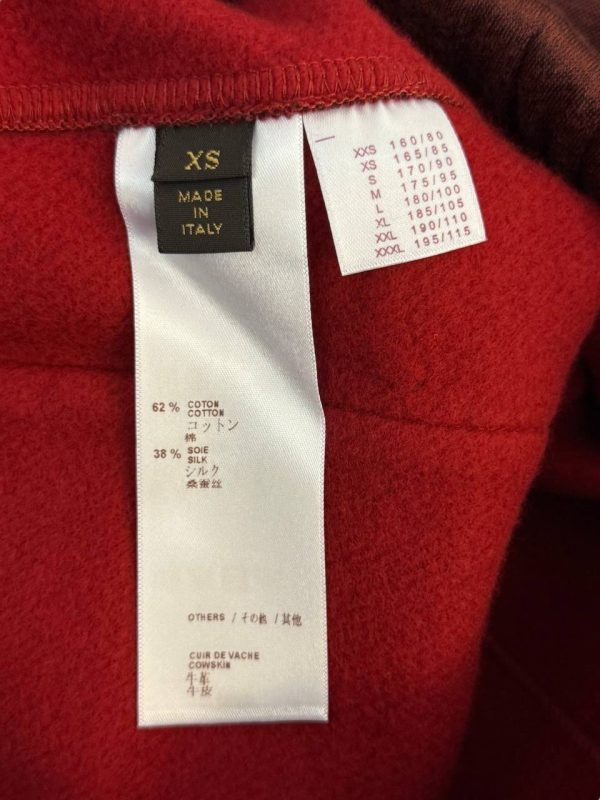 XS
MADE
IN
ITALY
XXS 160/80
XS 165/85
S 170/90
M 175/95
L 180/100
XL 185/105
XXL 190/110
XXXL 195/115
62 % COTON
COTTON
コットン
棉
38 % SOIE
SILK
シルク
桑蚕丝
OTHERS / その他 / 其他
CUIR DE VACHE
COWSKIN
牛革
牛皮